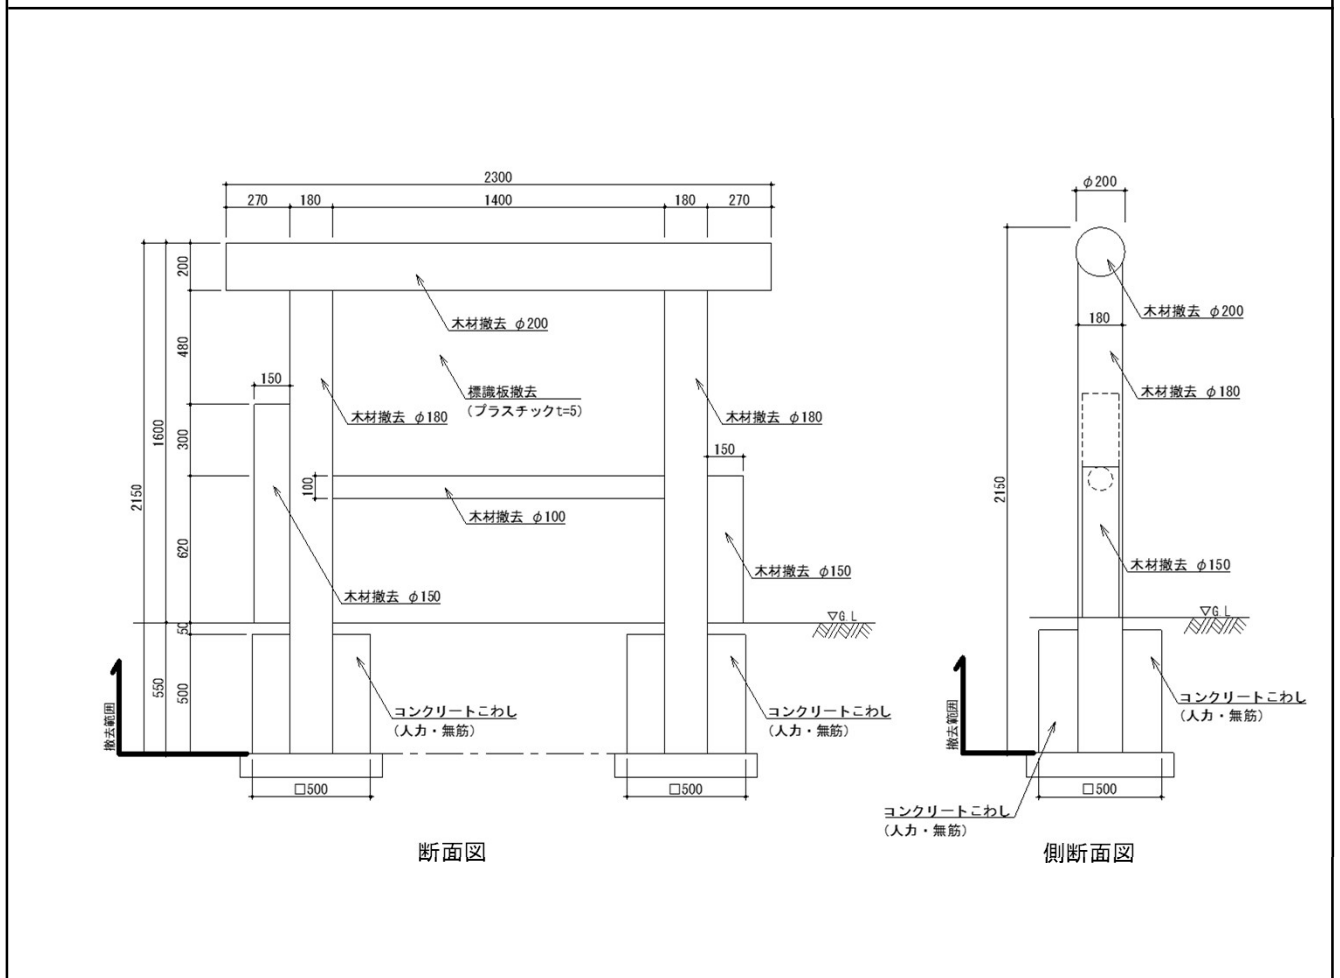 2300
270 180 1400 180 270
200
480
300
620
50
500
1600
550
2150
150
100
150
木材撤去 φ200
標識板撤去
(プラスチックt=5)
木材撤去 φ180
木材撤去 φ180
木材撤去 φ100
木材撤去 φ150
木材撤去 φ150
▽G.L
コンクリートこわし
(人力・無筋)
コンクリートこわし
(人力・無筋)
撤去範囲
□500
□500
断面図
φ200
木材撤去 φ200
180
木材撤去 φ180
2150
木材撤去 φ150
▽G.L
コンクリートこわし
(人力・無筋)
撤去範囲
□500
コンクリートこわし
(人力・無筋)
側断面図